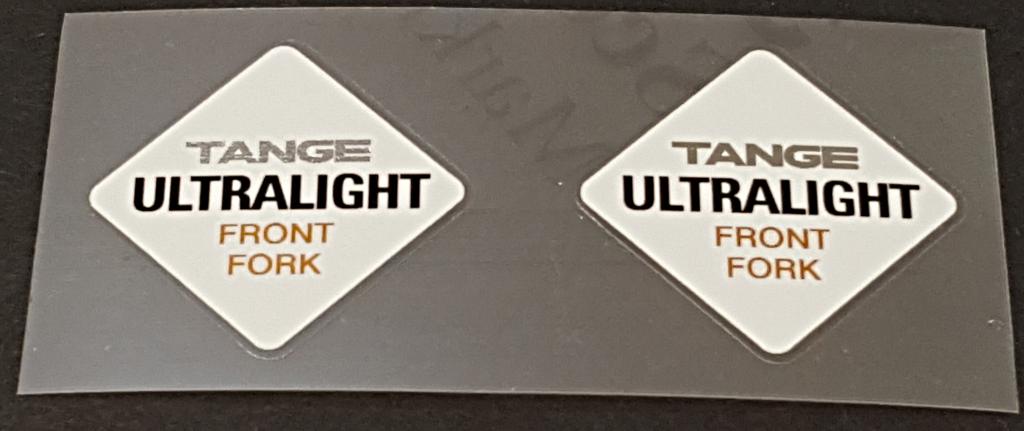 TANGE
ULTRALIGHT
FRONT
FORK
TANGE
ULTRALIGHT
FRONT
FORK